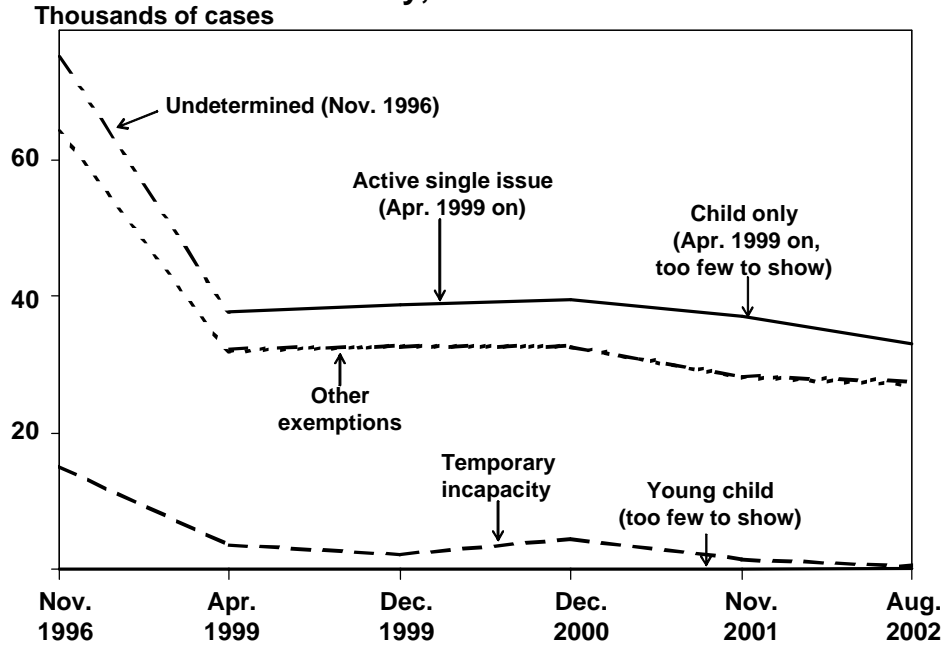 Thousands of cases
Undetermined (Nov. 1996)
60
Active single issue
(Apr. 1999 on)
Child only
(Apr. 1999 on,
too few to show)
40
Other
exemptions
20
Temporary
incapacity
Young child
(too few to show)
Nov. Apr. Dec. Dec. Nov. Aug.
1996 1999 1999 2000 2001 2002